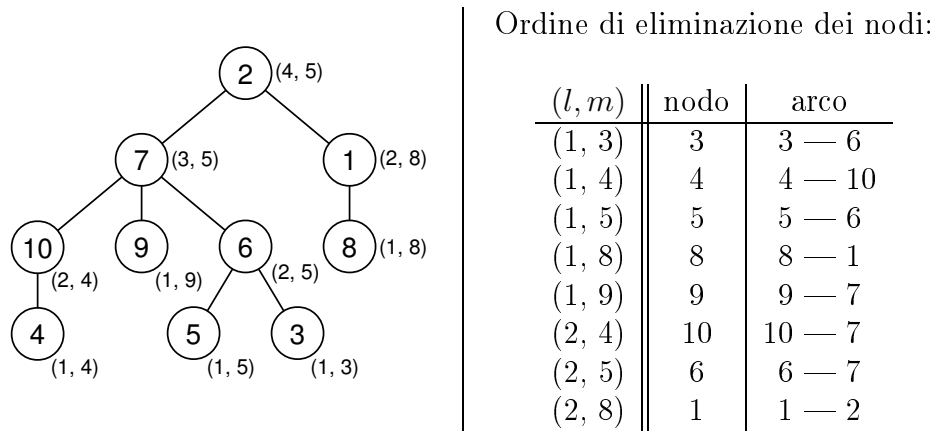 2 (4, 5)
7 (3, 5) 1 (2, 8)
10 (2, 4) 9 (1, 9) 6 (2, 5) 8 (1, 8)
4 (1, 4) 5 (1, 5) 3 (1, 3)
Ordine di eliminazione dei nodi:
(l, m) nodo arco
(1, 3) 3 3 — 6
(1, 4) 4 4 — 10
(1, 5) 5 5 — 6
(1, 8) 8 8 — 1
(1, 9) 9 9 — 7
(2, 4) 10 10 — 7
(2, 5) 6 6 — 7
(2, 8) 1 1 — 2